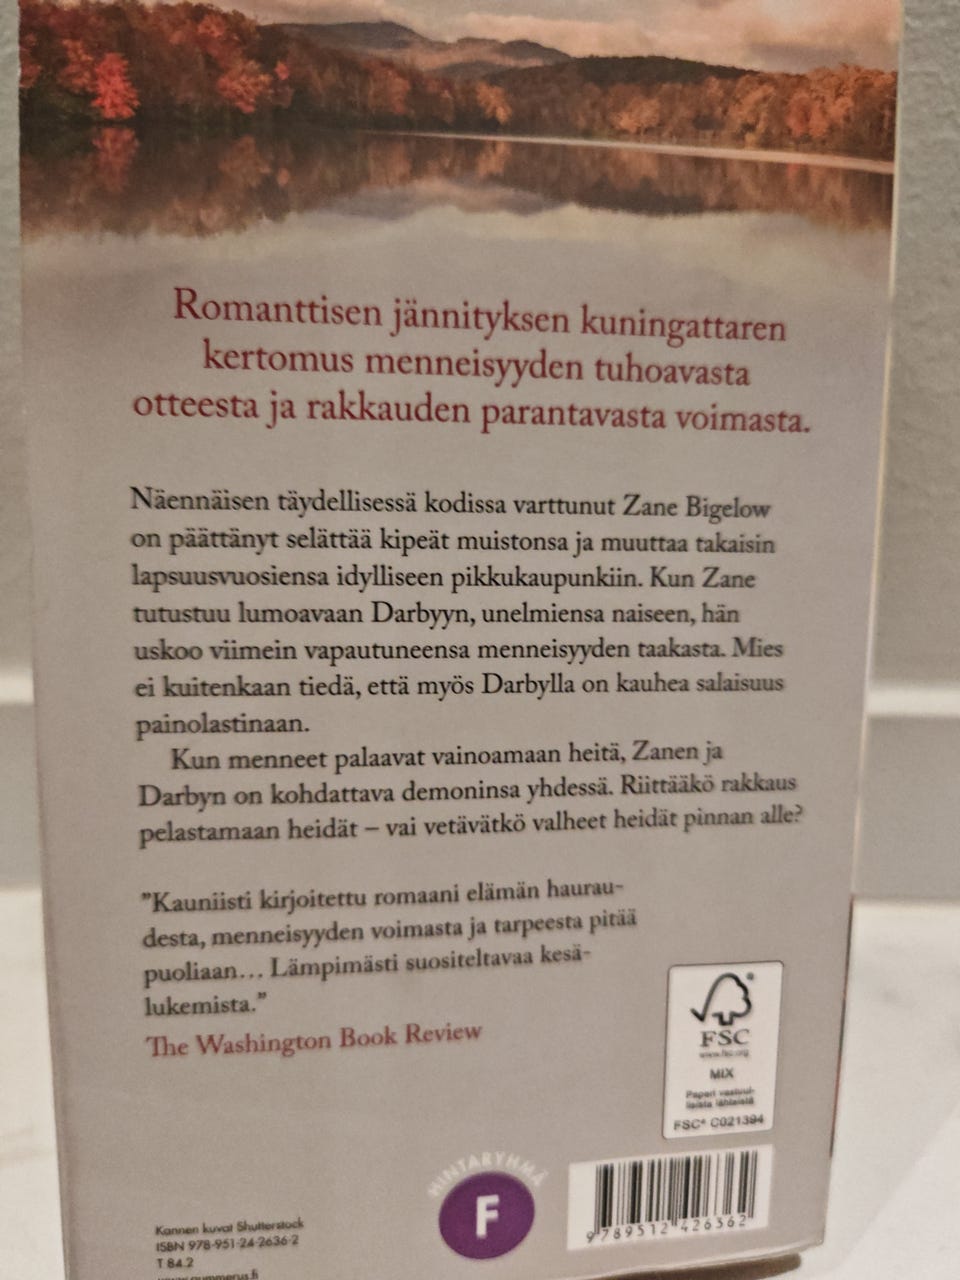 Romanttisen jännityksen kuningattaren
kertomus menneisyyden tuhoavasta
otteesta ja rakkauden parantavasta voimasta.
Näennäisen täydellisessä kodissa varttunut Zane Bigelow
on päättänyt selättää kipeät muistonsa ja muuttaa takaisin
lapsuusvuosiensa idylliseen pikkukaupunkiin. Kun Zane
tutustuu lumoavaan Darbyyn, unelmiensa naiseen, hän
uskoo viimein vapautuneensa menneisyyden taakasta. Mies
ei kuitenkaan tiedä, että myös Darbylla on kauhea salaisuus
painolastinaan.
Kun menneet palaavat vainoamaan heitä, Zanen ja
Darbyn on kohdattava demoninsa yhdessä. Riittääkö rakkaus
pelastamaan heidät – vai vetävätkö valheet heidät pinnan alle?
”Kauniisti kirjoitettu romaani elämän haurau-
desta, menneisyyden voimasta ja tarpeesta pitää
puoliaan… Lämpimästi suositeltavaa kesä-
lukemista.”
The Washington Book Review
FSC
www.fsc.org
MIX
Paperi vastuul-
lisista lähteistä
FSC® C021394
HINTARYHMÄ
F
9789512426362
Kannen kuvat Shutterstock
ISBN 978-951-24-2636-2
T 84.2
www.gummerus.fi